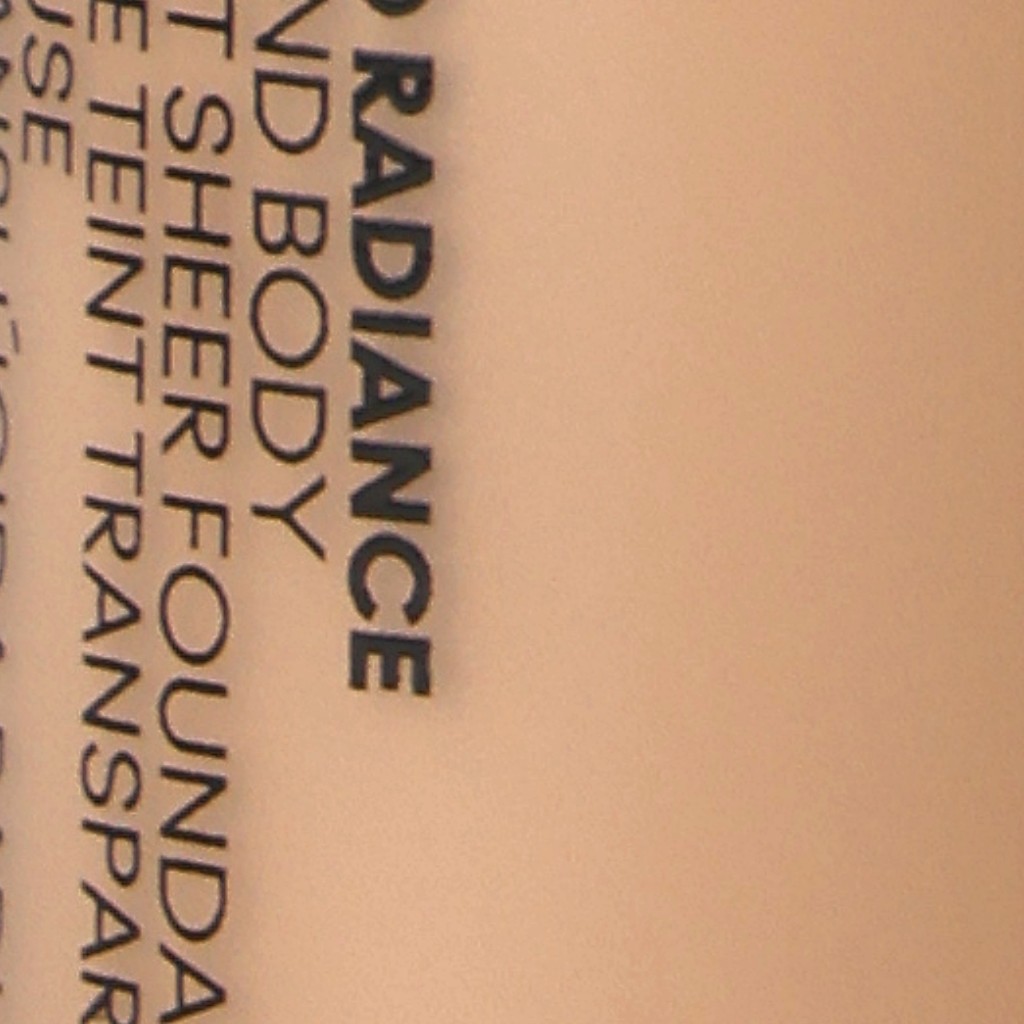 RADIANCE
ND BODY
T SHEER FOUNDA
E TEINT TRANSPAR
USE